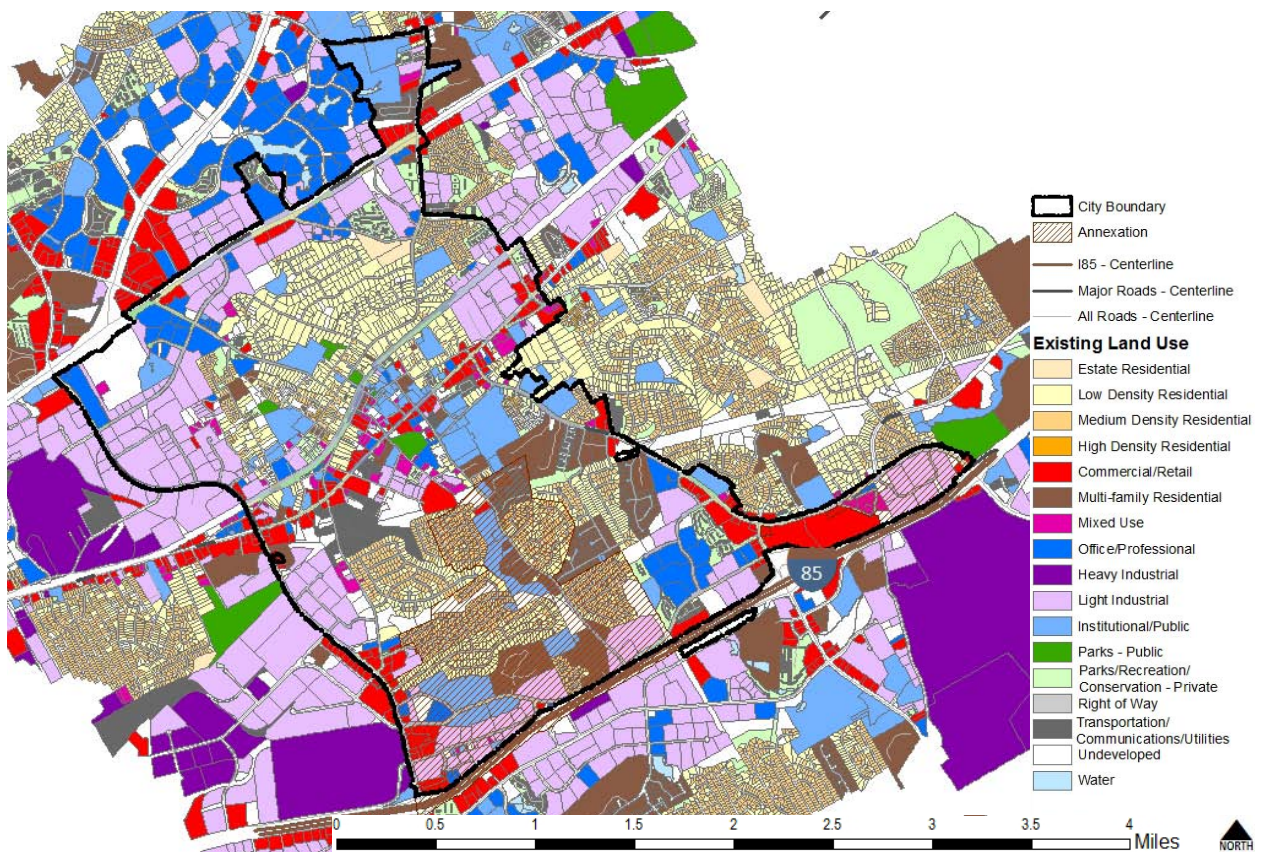 City Boundary
Annexation
I85 - Centerline
Major Roads - Centerline
All Roads - Centerline
Existing Land Use
Estate Residential
Low Density Residential
Medium Density Residential
High Density Residential
Commercial/Retail
Multi-family Residential
Mixed Use
Office/Professional
Heavy Industrial
Light Industrial
Institutional/Public
Parks - Public
Parks/Recreation/
Conservation - Private
Right of Way
Transportation/
Communications/Utilities
Undeveloped
Water
85
0 0.5 1 1.5 2 2.5 3 3.5 4
Miles
NORTH